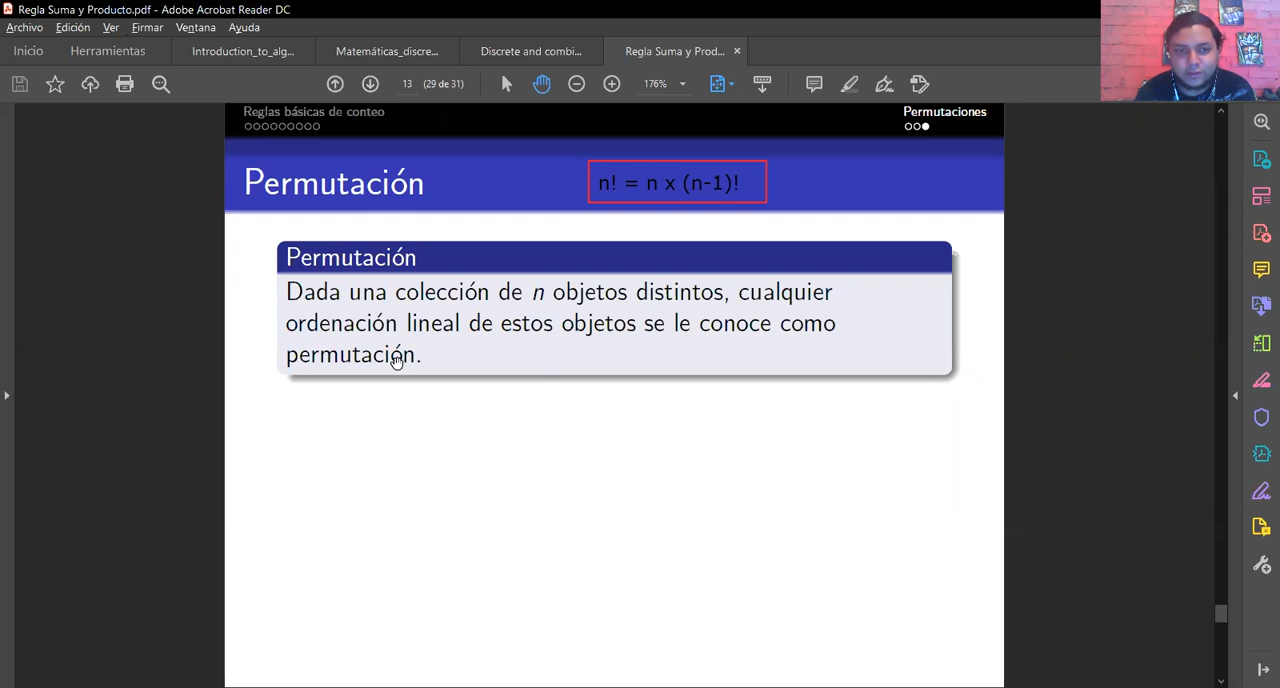 Regla Suma y Producto.pdf - Adobe Acrobat Reader DC
Archivo Edición Ver Firmar Ventana Ayuda
Inicio Herramientas Introduction_to_alg... Matemáticas_discre... Discrete and combi... Regla Suma y Prod... ×
13 (29 de 31) 176%
Reglas básicas de conteo Permutaciones
Permutación n! = n x (n-1)!
Permutación
Dada una colección de n objetos distintos, cualquier
ordenación lineal de estos objetos se le conoce como
permutación.